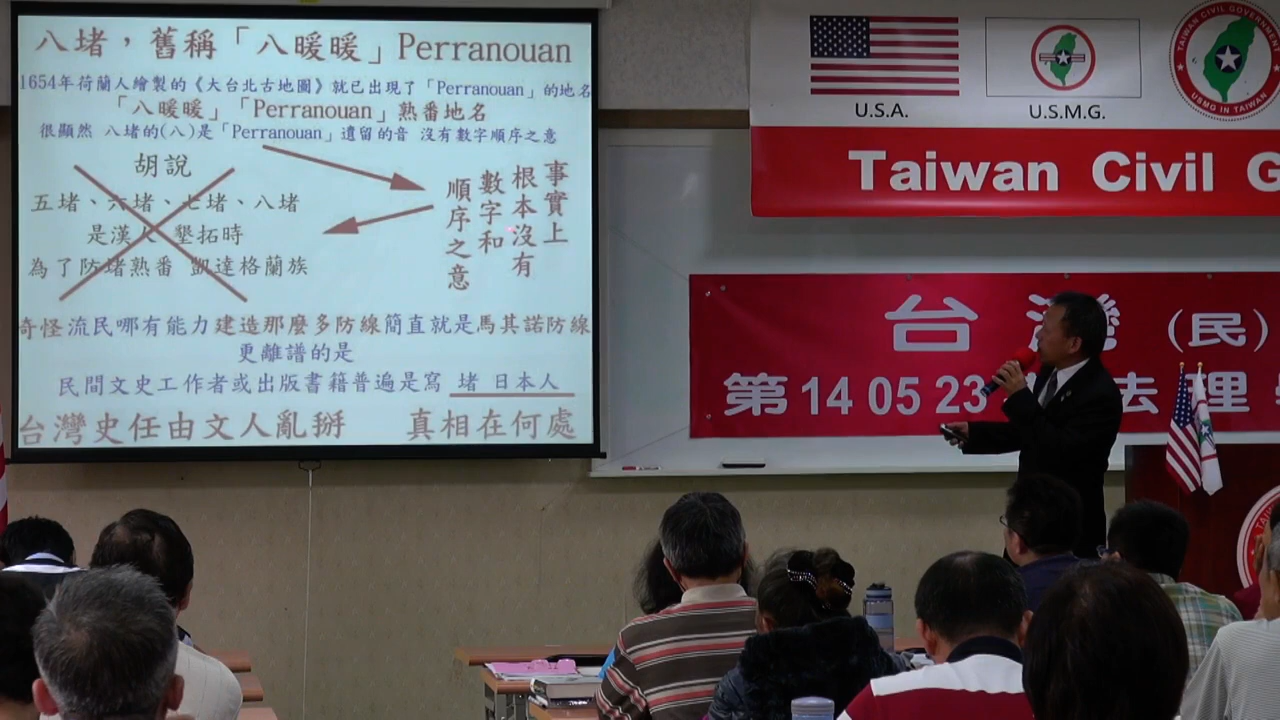 八堵，舊稱「八暖暖」Perranouan
1654年荷蘭人繪製的《大台北古地圖》就已出現了「Perranouan」的地名
「八暖暖」「Perranouan」熟番地名
很顯然 八堵的(八)是「Perranouan」遺留的音 沒有數字順序之意
胡說
五堵、六堵、七堵、八堵
是漢人 墾拓時
為了防堵熟番 凱達格蘭族
事實上
根本沒有
數字和
順序之意
奇怪流民哪有能力建造那麼多防線簡直就是馬其諾防線
更離譜的是
民間文史工作者或出版書籍普遍是寫 堵 日本人
台灣史任由文人亂掰 真相在何處
U.S.A.
U.S.M.G.
TAIWAN CIVIL GOVERNMENT
USMG IN TAIWAN
Taiwan Civil G
台 灣 (民)
第 14 05 23 法 理